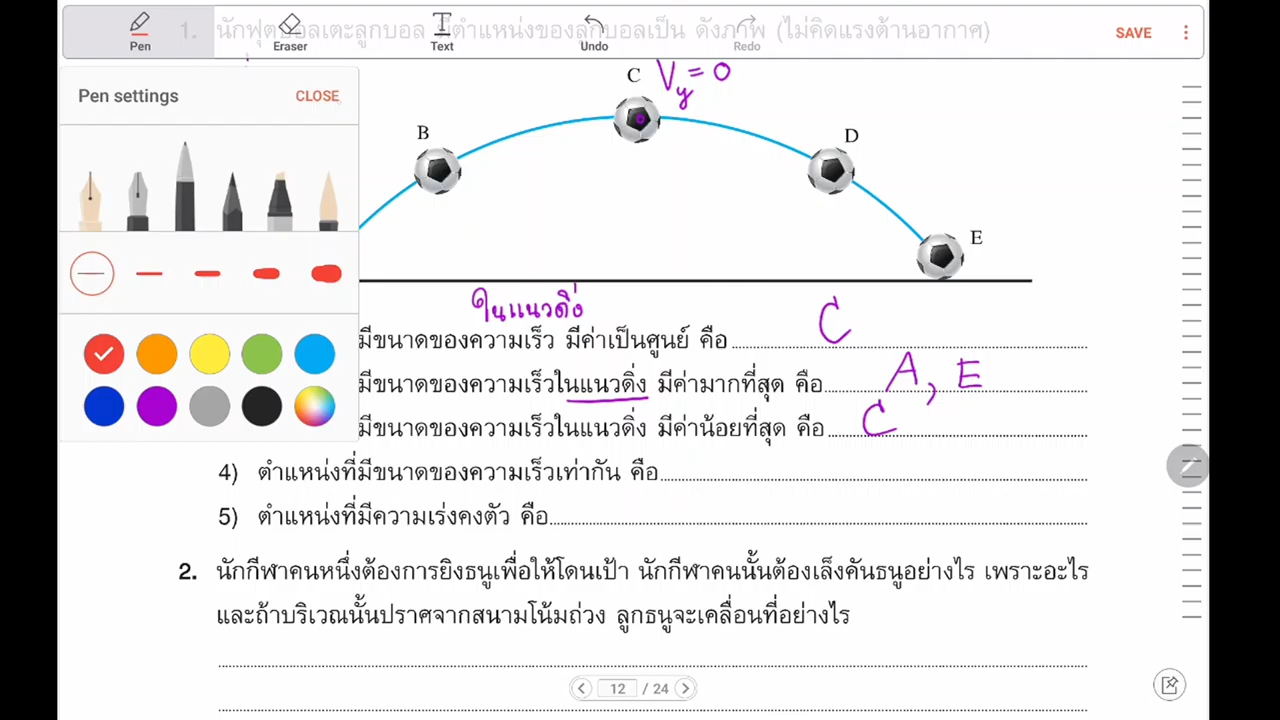 1. นักฟุตบอลเตะลูกบอล มีตำแหน่งของลูกบอลเป็น ดังภาพ (ไม่คิดแรงต้านอากาศ)
Pen Eraser Text Undo Redo SAVE
Pen settings CLOSE
C Vy = 0
B
D
E
ในแนวดิ่ง
มีขนาดของความเร็ว มีค่าเป็นศูนย์ คือ C
มีขนาดของความเร็วในแนวดิ่ง มีค่ามากที่สุด คือ A, E
มีขนาดของความเร็วในแนวดิ่ง มีค่าน้อยที่สุด คือ C
4) ตำแหน่งที่มีขนาดของความเร็วเท่ากัน คือ
5) ตำแหน่งที่มีความเร่งคงตัว คือ
2. นักกีฬาคนหนึ่งต้องการยิงธนูเพื่อให้โดนเป้า นักกีฬาคนนั้นต้องเล็งคันธนูอย่างไร เพราะอะไร
และถ้าบริเวณนั้นปราศจากสนามโน้มถ่วง ลูกธนูจะเคลื่อนที่อย่างไร
12 / 24